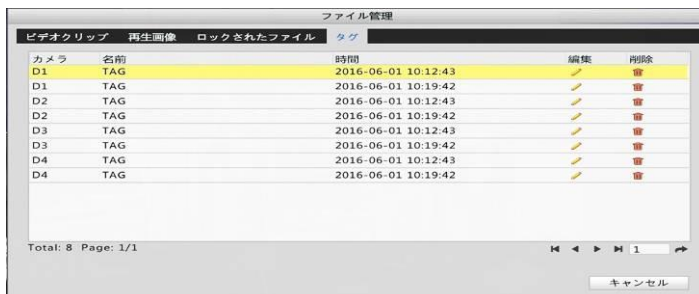 ファイル管理
ビデオクリップ 再生画像 ロックされたファイル タグ
カメラ 名前 時間 編集 削除
D1 TAG 2016-06-01 10:12:43
D1 TAG 2016-06-01 10:19:42
D2 TAG 2016-06-01 10:12:43
D2 TAG 2016-06-01 10:19:42
D3 TAG 2016-06-01 10:12:43
D3 TAG 2016-06-01 10:19:42
D4 TAG 2016-06-01 10:12:43
D4 TAG 2016-06-01 10:19:42
Total: 8 Page: 1/1 1
キャンセル